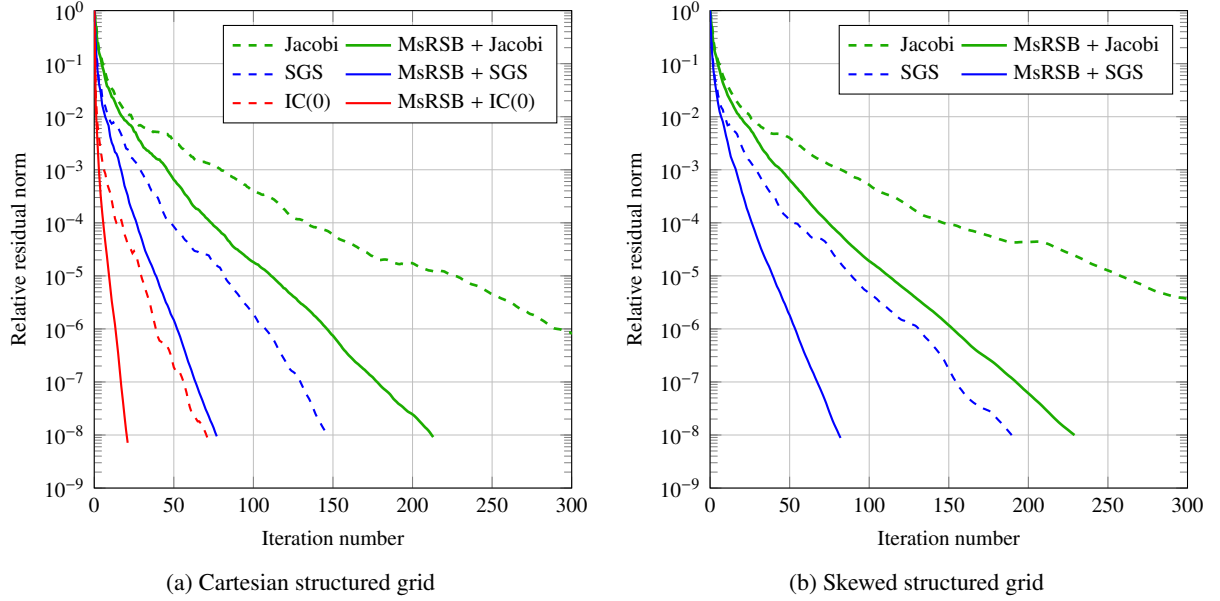 10^0
10^-1
10^-2
10^-3
10^-4
10^-5
10^-6
10^-7
10^-8
10^-9
Relative residual norm
Jacobi MsRSB + Jacobi
SGS MsRSB + SGS
IC(0) MsRSB + IC(0)
0 50 100 150 200 250 300
Iteration number
(a) Cartesian structured grid
10^0
10^-1
10^-2
10^-3
10^-4
10^-5
10^-6
10^-7
10^-8
10^-9
Relative residual norm
Jacobi MsRSB + Jacobi
SGS MsRSB + SGS
0 50 100 150 200 250 300
Iteration number
(b) Skewed structured grid